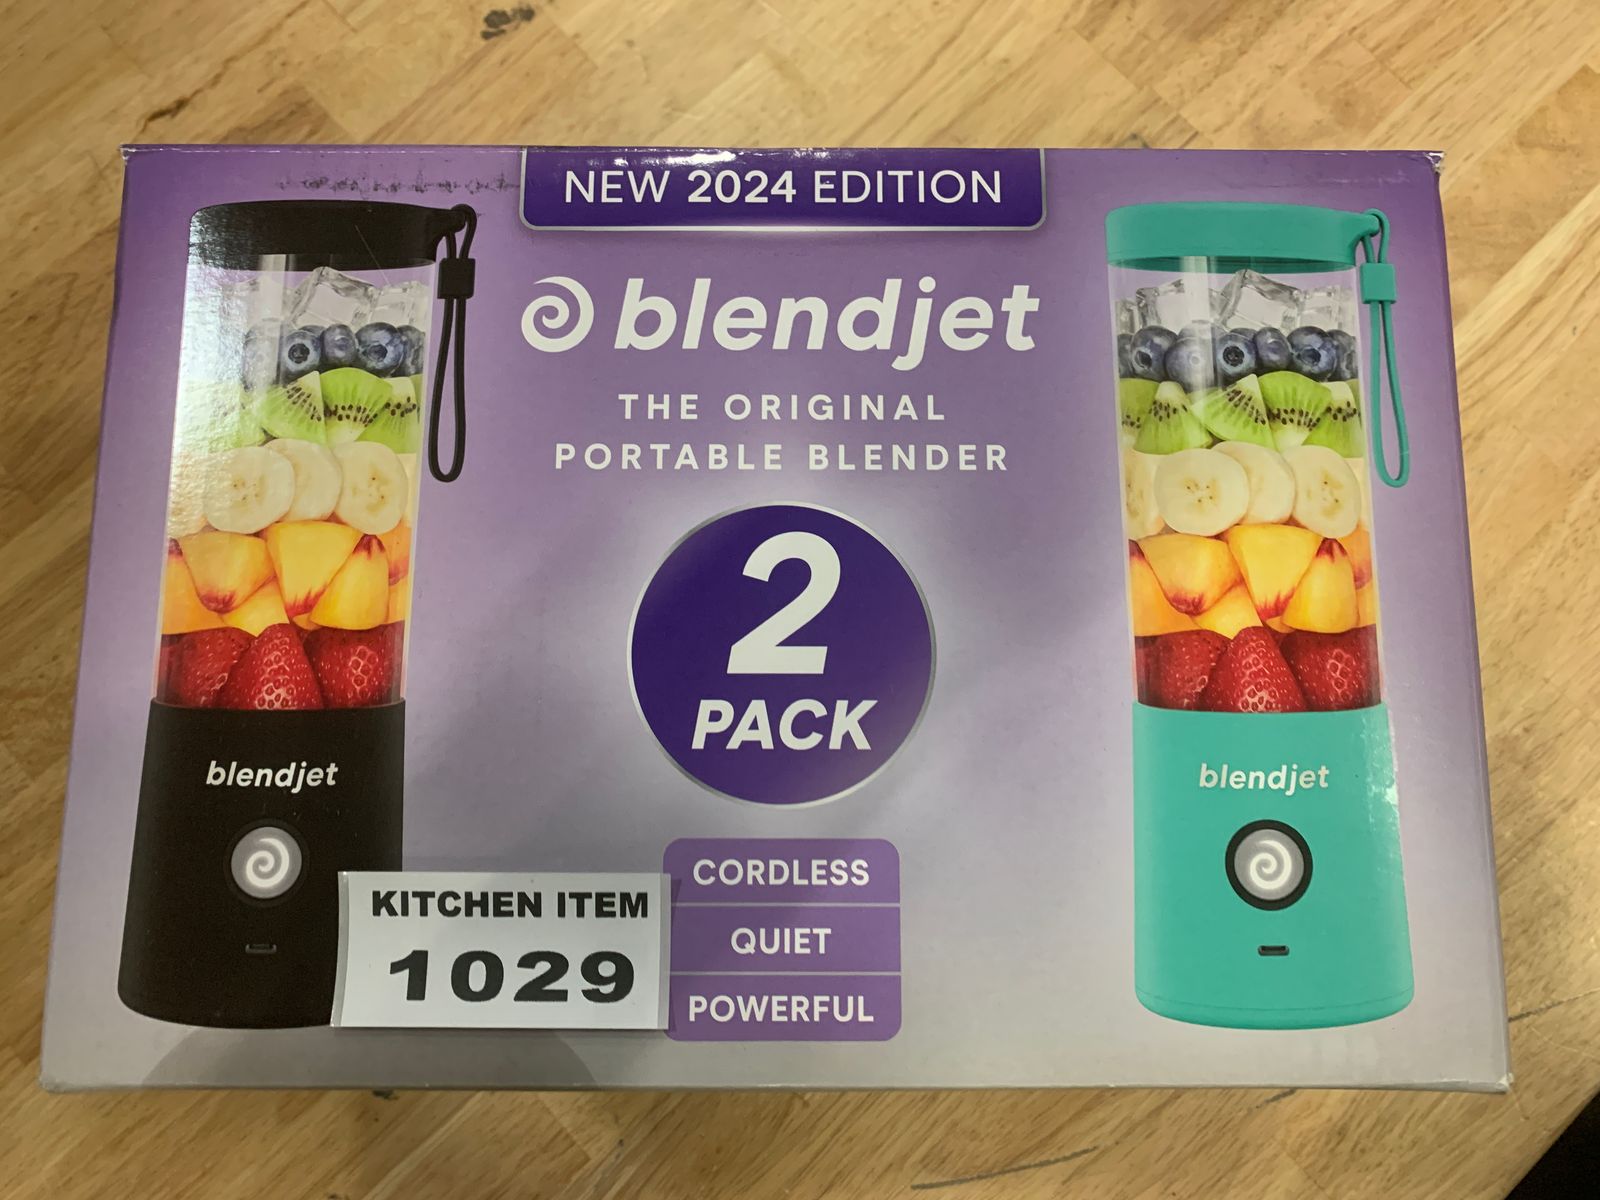 NEW 2024 EDITION
blendjet
THE ORIGINAL
PORTABLE BLENDER
2
PACK
blendjet
blendjet
CORDLESS
QUIET
POWERFUL
KITCHEN ITEM
1029